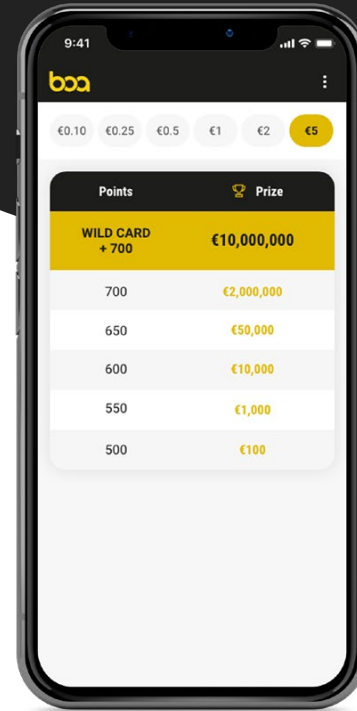 9:41
boa
€0.10 €0.25 €0.5 €1 €2 €5
Points Prize
WILD CARD
+ 700 €10,000,000
700 €2,000,000
650 €50,000
600 €10,000
550 €1,000
500 €100